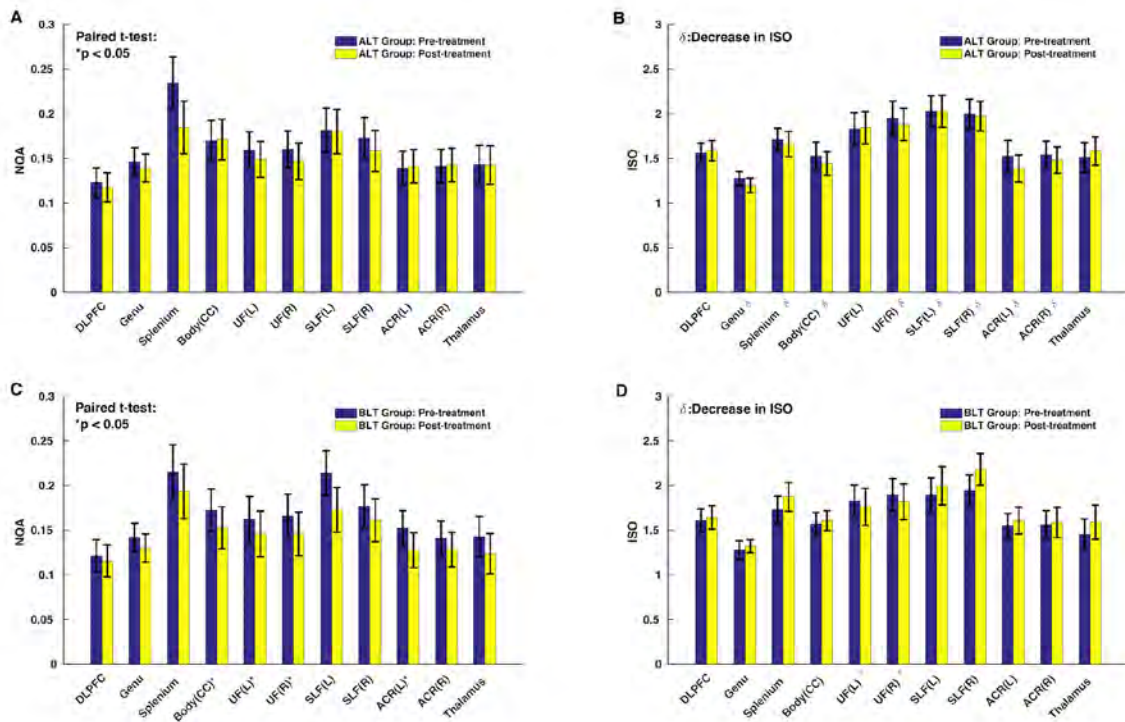 A
Paired t-test:
*p < 0.05
ALT Group: Pre-treatment
ALT Group: Post-treatment
NQA
0.3
0.25
0.2
0.15
0.1
0.05
0
DLPFC
Genu
Splenium
Body(CC)
UF(L)
UF(R)
SLF(L)
SLF(R)
ACR(L)
ACR(R)
Thalamus
B
δ:Decrease in ISO
ALT Group: Pre-treatment
ALT Group: Post-treatment
ISO
3
2.5
2
1.5
1
0.5
0
DLPFC
Genu δ
Splenium δ
Body(CC) δ
UF(L)
UF(R) δ
SLF(L) δ
SLF(R) δ
ACR(L) δ
ACR(R) δ
Thalamus
C
Paired t-test:
*p < 0.05
BLT Group: Pre-treatment
BLT Group: Post-treatment
NQA
0.3
0.25
0.2
0.15
0.1
0.05
0
DLPFC
Genu
Splenium
Body(CC)*
UF(L)*
UF(R)*
SLF(L)
SLF(R)
ACR(L)*
ACR(R)
Thalamus
D
δ:Decrease in ISO
BLT Group: Pre-treatment
BLT Group: Post-treatment
ISO
3
2.5
2
1.5
1
0.5
0
DLPFC
Genu
Splenium
Body(CC)
UF(L)
UF(R)
SLF(L)
SLF(R)
ACR(L)
ACR(R)
Thalamus